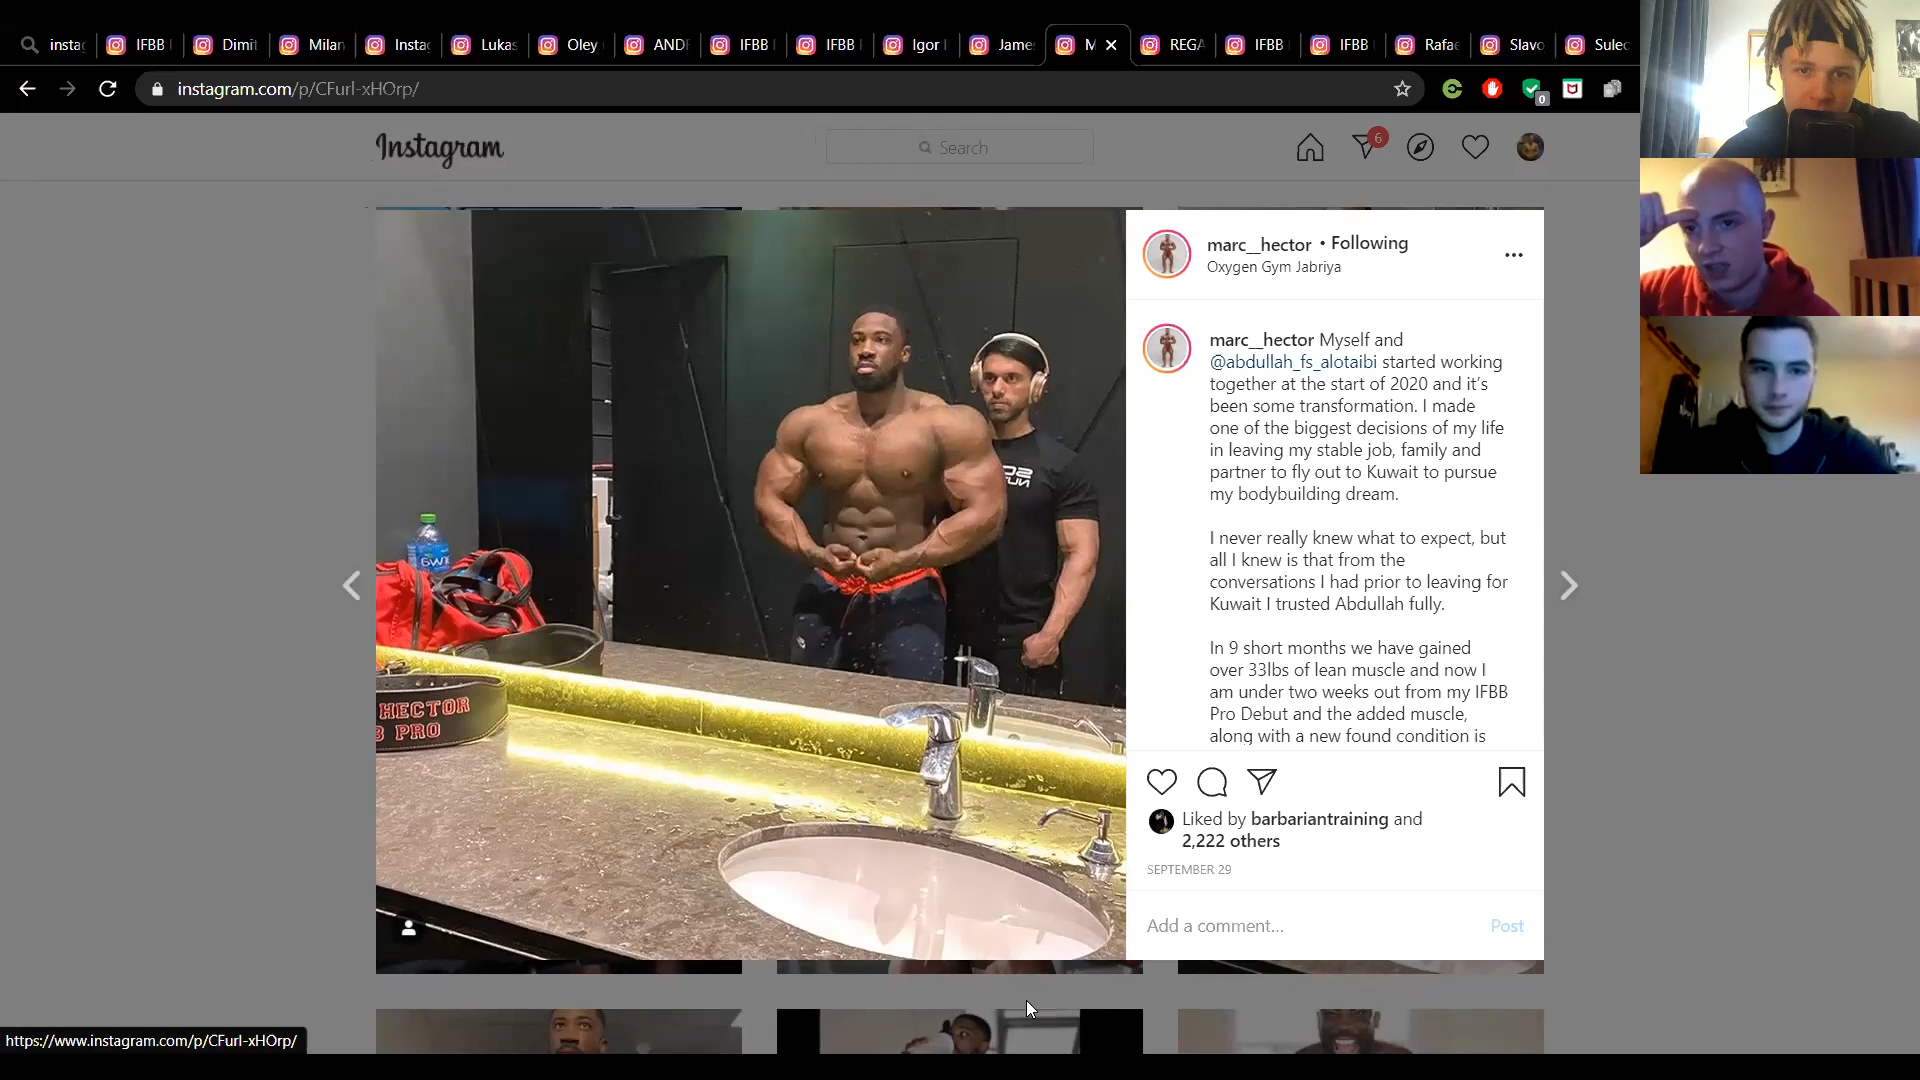 insta
IFBB
Dimit
Milan
Insta
Lukas
Oley
AND
IFBB
IFBB
Igor
Jame
M
REGA
IFBB
IFBB
Rafa
Slavo
Sule
instagram.com/p/CFurl-xHOrp/
0
Instagram
Search
6
marc__hector • Following
Oxygen Gym Jabriya
marc__hector Myself and
@abdullah_fs_alotaibi started working
together at the start of 2020 and it’s
been some transformation. I made
one of the biggest decisions of my life
in leaving my stable job, family and
partner to fly out to Kuwait to pursue
my bodybuilding dream.
I never really knew what to expect, but
all I knew is that from the
conversations I had prior to leaving for
Kuwait I trusted Abdullah fully.
In 9 short months we have gained
over 33lbs of lean muscle and now I
am under two weeks out from my IFBB
Pro Debut and the added muscle,
along with a new found condition is
HECTOR
B PRO
Liked by barbariantraining and
2,222 others
SEPTEMBER 29
Add a comment...
Post
https://www.instagram.com/p/CFurl-xHOrp/